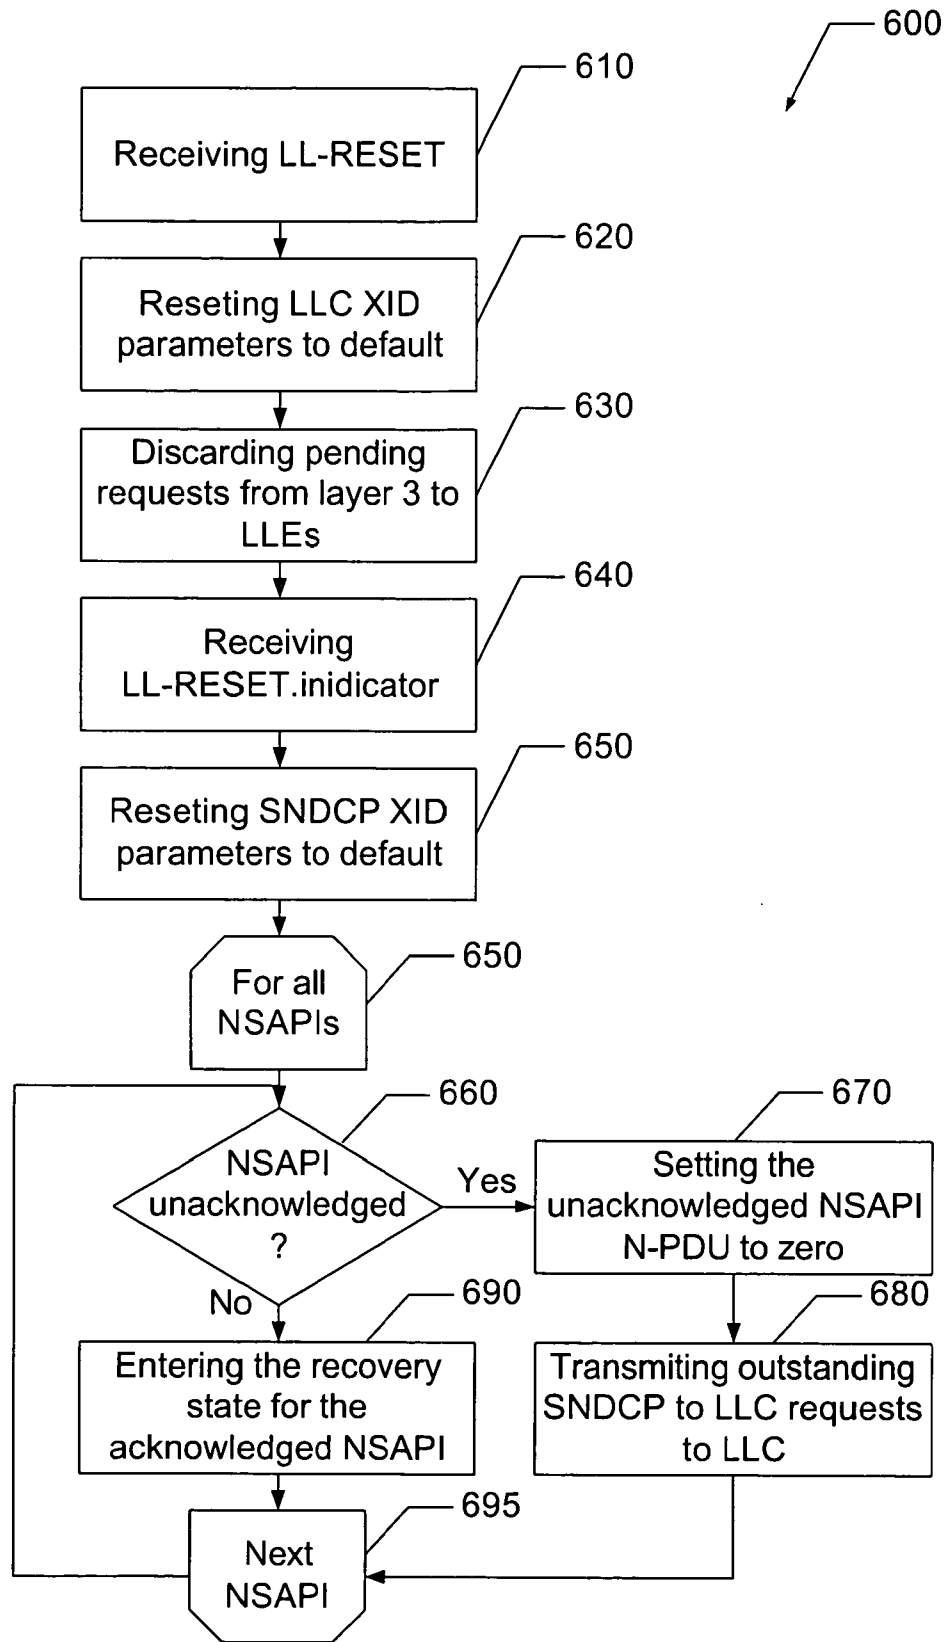 600
610
Receiving LL-RESET
620
Reseting LLC XID
parameters to default
630
Discarding pending
requests from layer 3 to
LLEs
640
Receiving
LL-RESET.inidicator
650
Reseting SNDCP XID
parameters to default
650
For all
NSAPIs
660
NSAPI
unacknowledged
?
Yes
No
670
Setting the
unacknowledged NSAPI
N-PDU to zero
680
Transmiting outstanding
SNDCP to LLC requests
to LLC
690
Entering the recovery
state for the
acknowledged NSAPI
695
Next
NSAPI